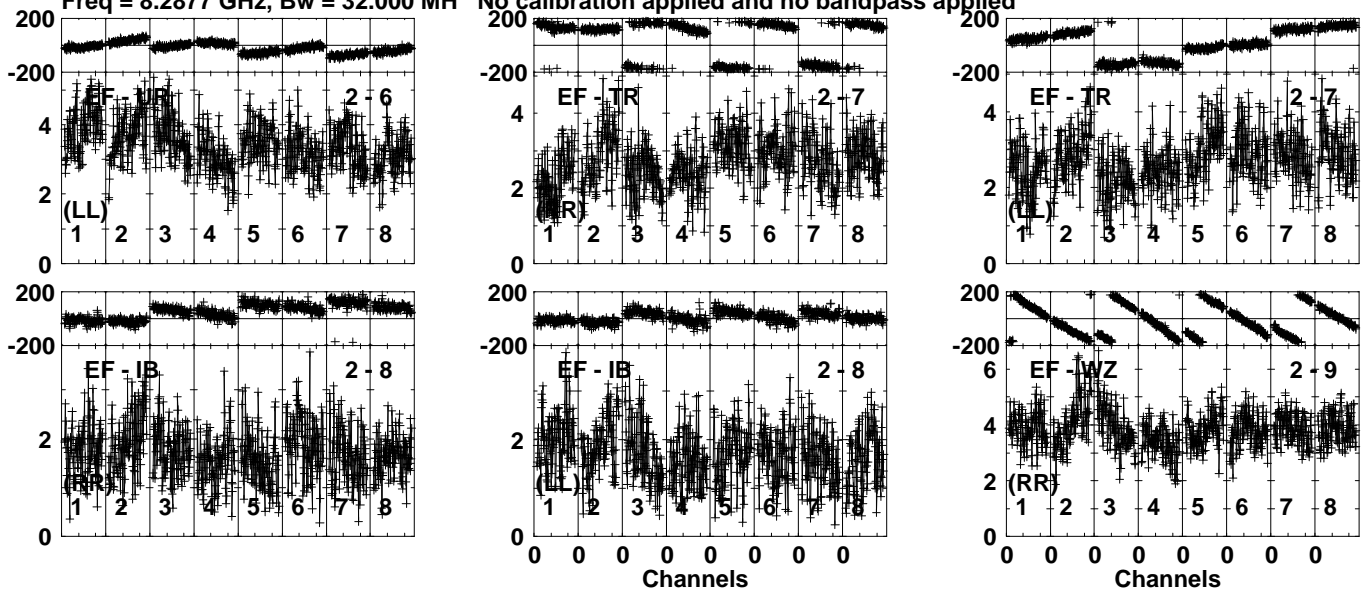 Freq = 8.2877 GHz, Bw = 32.000 MH No calibration applied and no bandpass applied
200 200 200
-200 -200 -200
EF - UR 2 - 6 EF - TR 2 - 7 EF - TR 2 - 7
4 4 4
2 2 2
(LL) (RR) (LL)
1 2 3 4 5 6 7 8 1 2 3 4 5 6 7 8 1 2 3 4 5 6 7 8
0 0 0
200 200 200
-200 -200 -200
EF - IB 2 - 8 EF - IB 2 - 8 EF - WZ 2 - 9
6
2 2 4
2
(RR) (LL) (RR)
1 2 3 4 5 6 7 8 1 2 3 4 5 6 7 8 1 2 3 4 5 6 7 8
0 0 0
0 0 0 0 0 0 0 0 0 0 0 0 0 0 0 0
Channels Channels